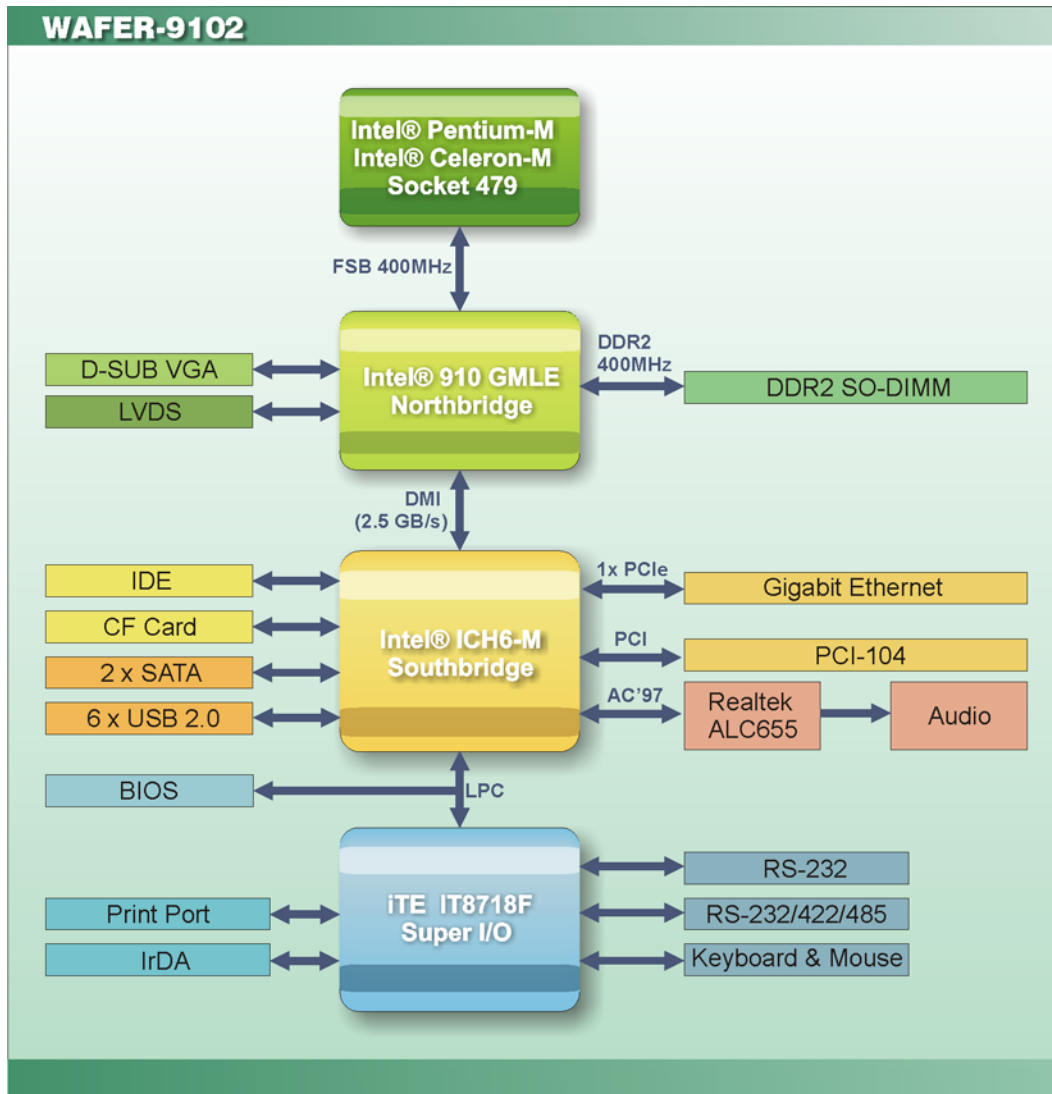 WAFER-9102
Intel® Pentium-M
Intel® Celeron-M
Socket 479
FSB 400MHz
D-SUB VGA
LVDS
Intel® 910 GMLE
Northbridge
DDR2
400MHz
DDR2 SO-DIMM
DMI
(2.5 GB/s)
IDE
CF Card
2 x SATA
6 x USB 2.0
Intel® ICH6-M
Southbridge
1x PCIe
Gigabit Ethernet
PCI
PCI-104
AC'97
Realtek
ALC655
Audio
BIOS
LPC
Print Port
IrDA
iTE IT8718F
Super I/O
RS-232
RS-232/422/485
Keyboard & Mouse